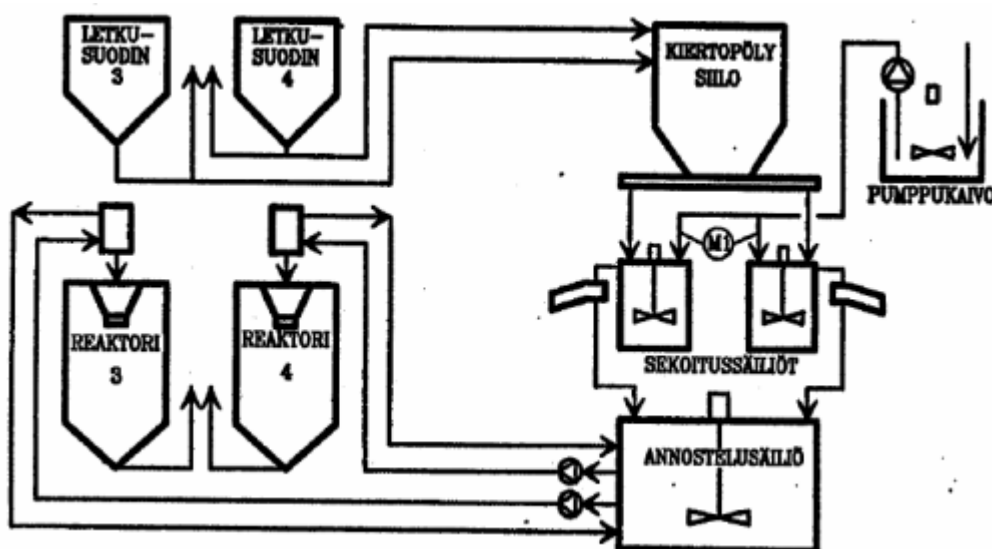 LETKU-
SUODIN
3
LETKU-
SUODIN
4
KIERTOPÖLY
SIILO
PUMPPUKAIVO
M1
REAKTORI
3
REAKTORI
4
SEKOITUSSÄILIÖT
ANNOSTELUSÄILIÖ